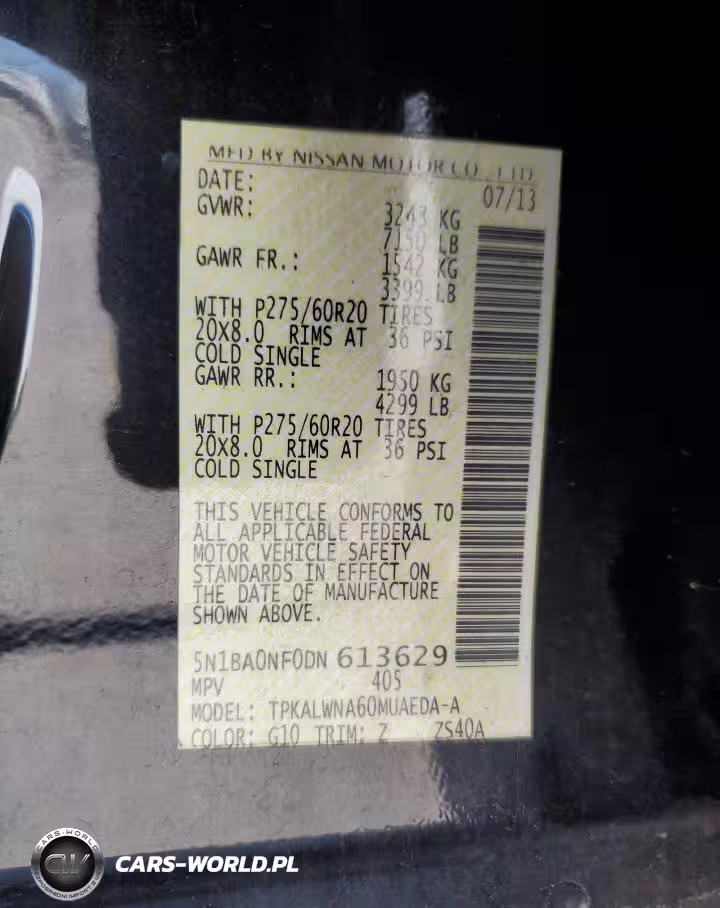 MFD BY NISSAN MOTOR CO., LTD.
DATE: 07/13
GVWR: 3243 KG
7150 LB
GAWR FR.: 1542 KG
3399 LB
WITH P275/60R20 TIRES
20X8.0 RIMS AT 36 PSI
COLD SINGLE
GAWR RR.: 1950 KG
4299 LB
WITH P275/60R20 TIRES
20X8.0 RIMS AT 36 PSI
COLD SINGLE
THIS VEHICLE CONFORMS TO
ALL APPLICABLE FEDERAL
MOTOR VEHICLE SAFETY
STANDARDS IN EFFECT ON
THE DATE OF MANUFACTURE
SHOWN ABOVE.
5N1BA0NF0DN 613629
MPV 405
MODEL: TPKALWNA60MUAEDA-A
COLOR: G10 TRIM: Z ZS40A
CARS-WORLD
CW
CARS-WORLD.PL